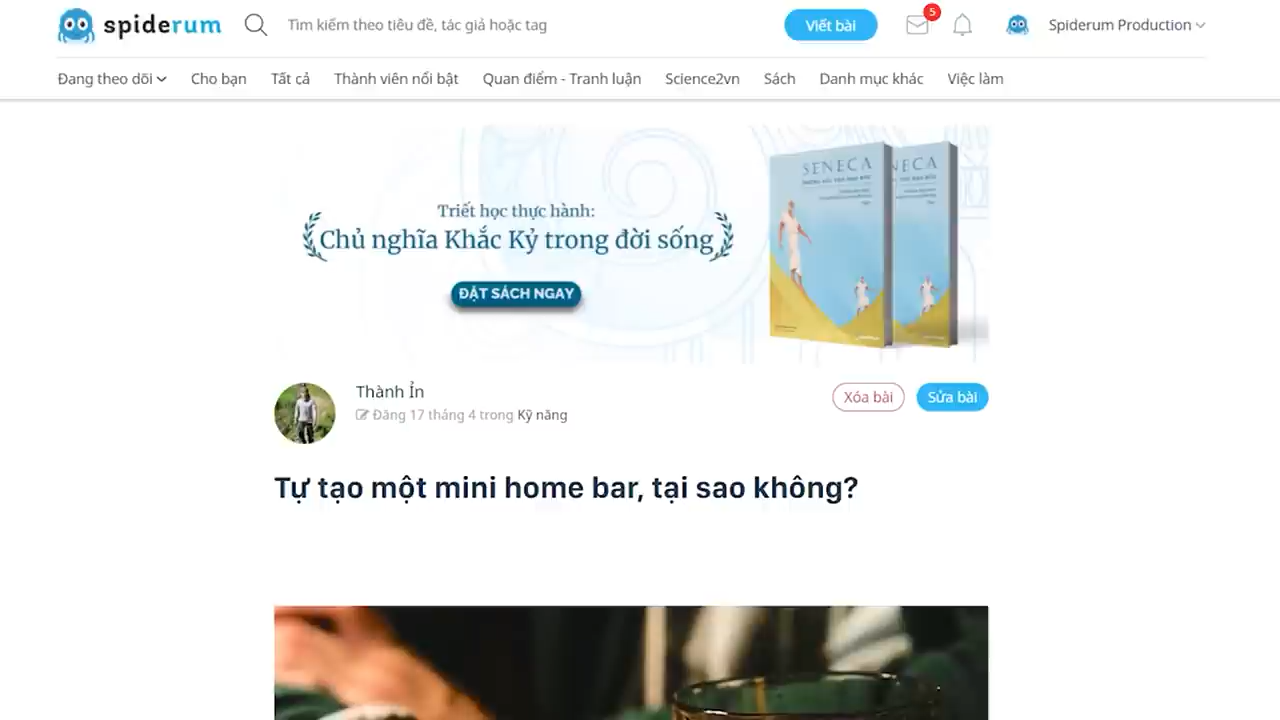 spiderum
Tìm kiếm theo tiêu đề, tác giả hoặc tag
Viết bài
5
Spiderum Production
Đang theo dõi
Cho bạn
Tất cả
Thành viên nổi bật
Quan điểm - Tranh luận
Science2vn
Sách
Danh mục khác
Việc làm
Triết học thực hành:
Chủ nghĩa Khắc Kỷ trong đời sống
ĐẶT SÁCH NGAY
SENECA
NECA
Thành Ỉn
Đăng 17 tháng 4 trong Kỹ năng
Xóa bài
Sửa bài
Tự tạo một mini home bar, tại sao không?